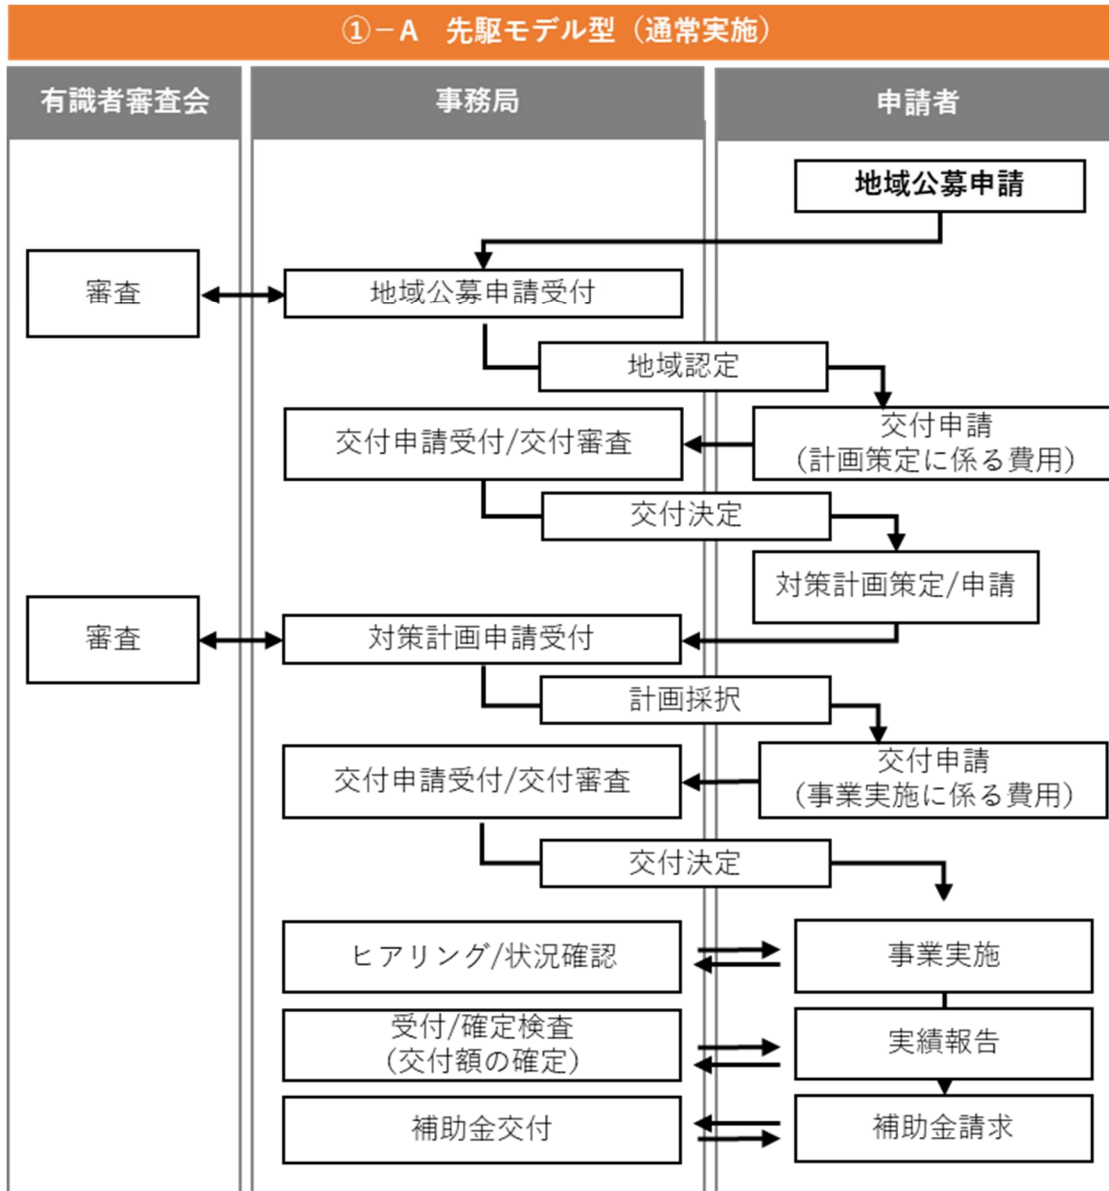 ①－A　先駆モデル型（通常実施）
有識者審査会
事務局
申請者
地域公募申請
審査
地域公募申請受付
地域認定
交付申請受付/交付審査
交付申請
（計画策定に係る費用）
交付決定
対策計画策定/申請
審査
対策計画申請受付
計画採択
交付申請受付/交付審査
交付申請
（事業実施に係る費用）
交付決定
ヒアリング/状況確認
事業実施
受付/確定検査
（交付額の確定）
実績報告
補助金交付
補助金請求